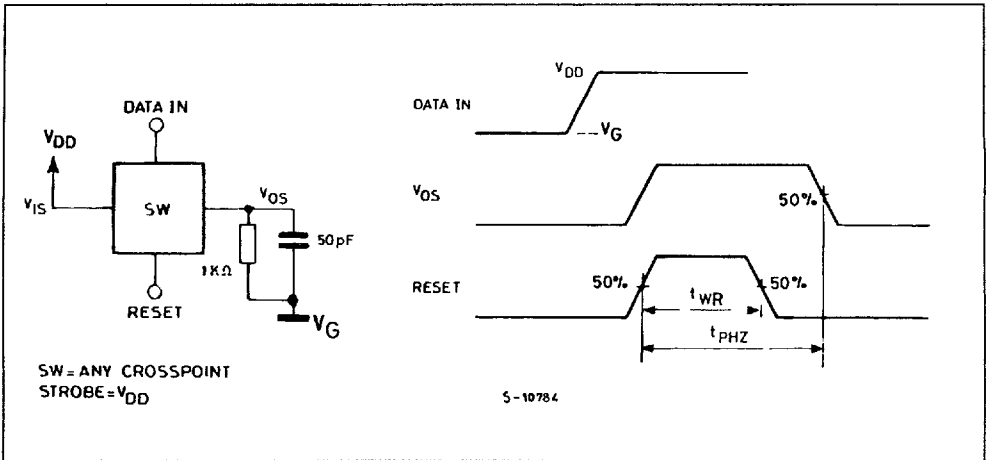 DATA IN
VDD
VIS
SW
VOS
50pF
1KΩ
RESET
VG
SW=ANY CROSSPOINT
STROBE=VDD
VDD
DATA IN
VG
VOS
50%
RESET
50%
50%
tWR
tPHZ
S-10784